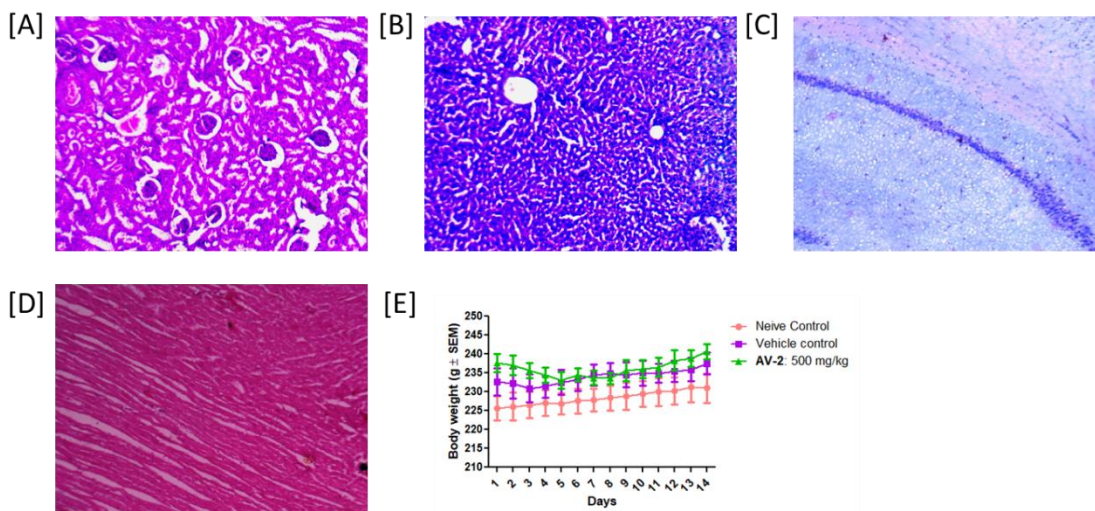 [A]
[B]
[C]
[D]
[E]
250
245
240
235
230
225
220
215
210
Body weight (g ± SEM)
1 2 3 4 5 6 7 8 9 10 11 12 13 14
Days
Neive Control
Vehicle control
AV-2: 500 mg/kg